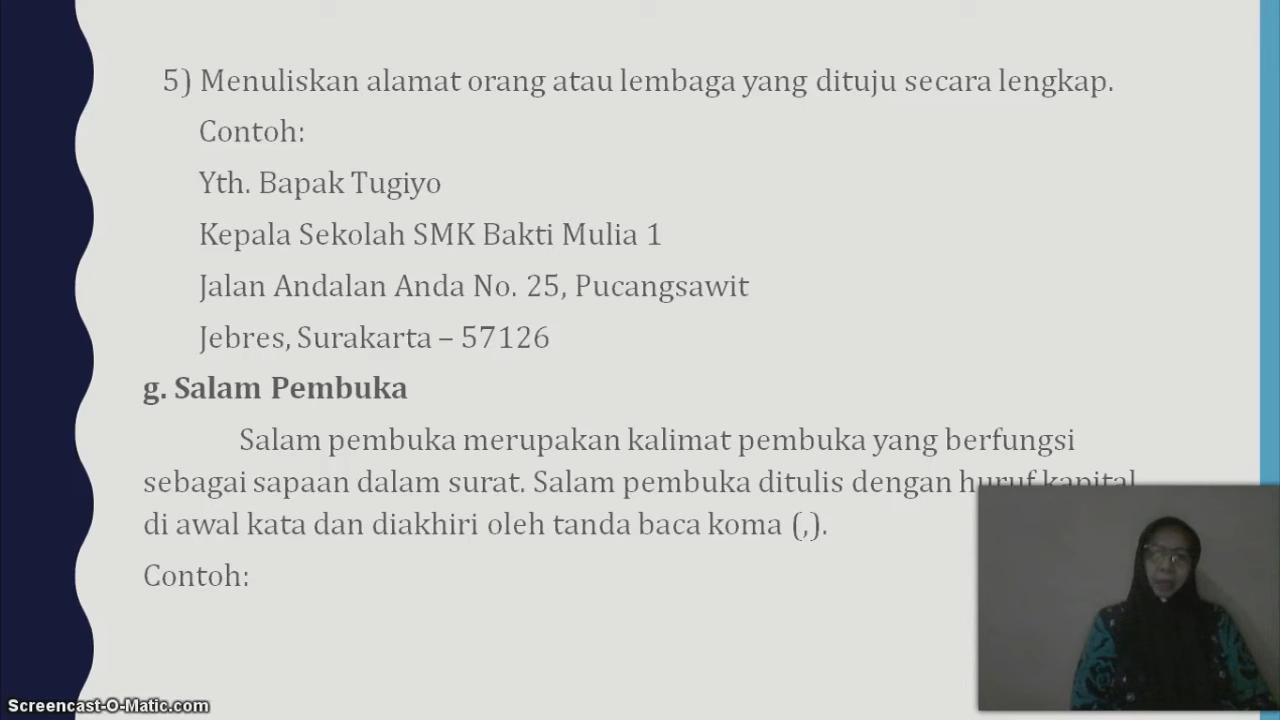 5) Menuliskan alamat orang atau lembaga yang dituju secara lengkap.
Contoh:
Yth. Bapak Tugiyo
Kepala Sekolah SMK Bakti Mulia 1
Jalan Andalan Anda No. 25, Pucangsawit
Jebres, Surakarta – 57126
g. Salam Pembuka
Salam pembuka merupakan kalimat pembuka yang berfungsi
sebagai sapaan dalam surat. Salam pembuka ditulis dengan huruf kapital
di awal kata dan diakhiri oleh tanda baca koma (,).
Contoh:
Screencast-O-Matic.com